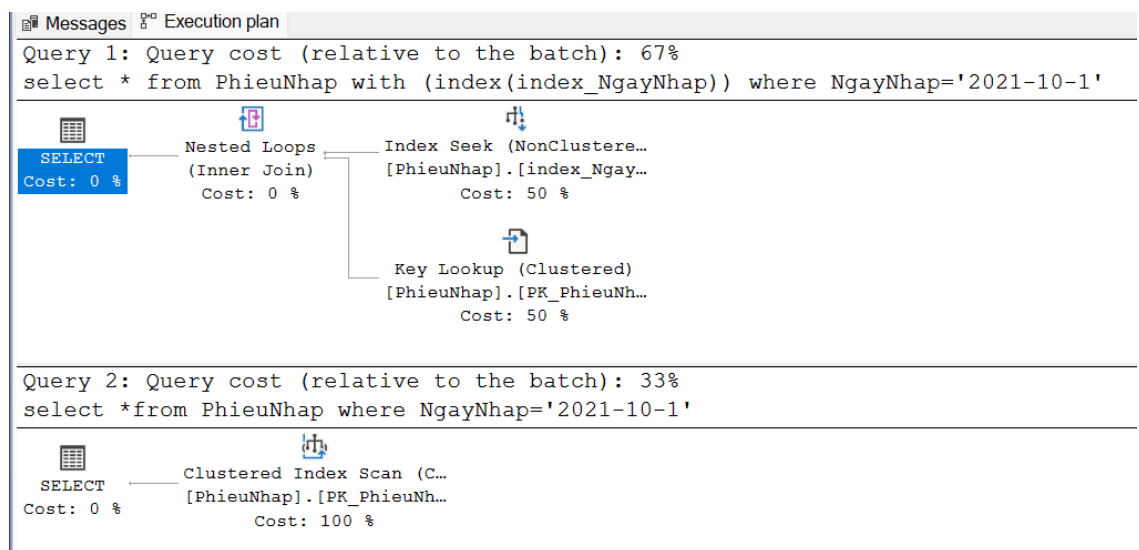 Messages Execution plan
Query 1: Query cost (relative to the batch): 67%
select * from PhieuNhap with (index(index_NgayNhap)) where NgayNhap='2021-10-1'
SELECT
Cost: 0 %
Nested Loops
(Inner Join)
Cost: 0 %
Index Seek (NonClustere…
[PhieuNhap].[index_Ngay…
Cost: 50 %
Key Lookup (Clustered)
[PhieuNhap].[PK_PhieuNh…
Cost: 50 %
Query 2: Query cost (relative to the batch): 33%
select *from PhieuNhap where NgayNhap='2021-10-1'
SELECT
Cost: 0 %
Clustered Index Scan (C…
[PhieuNhap].[PK_PhieuNh…
Cost: 100 %